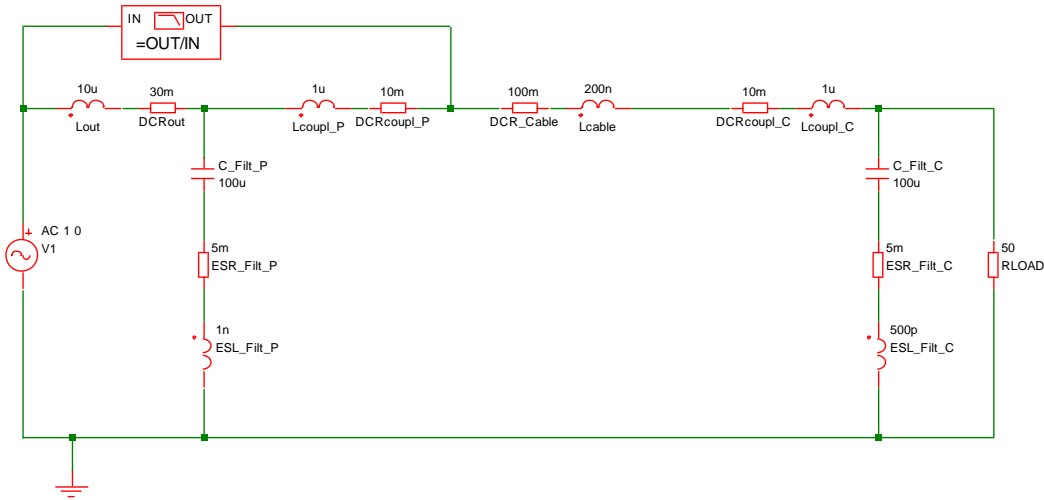 IN OUT
=OUT/IN
10u
Lout
30m
DCRout
1u
Lcoupl_P
10m
DCRcoupl_P
100m
DCR_Cable
200n
Lcable
10m
DCRcoupl_C
1u
Lcoupl_C
C_Filt_P
100u
C_Filt_C
100u
+ AC 1 0
V1
5m
ESR_Filt_P
5m
ESR_Filt_C
50
RLOAD
1n
ESL_Filt_P
500p
ESL_Filt_C